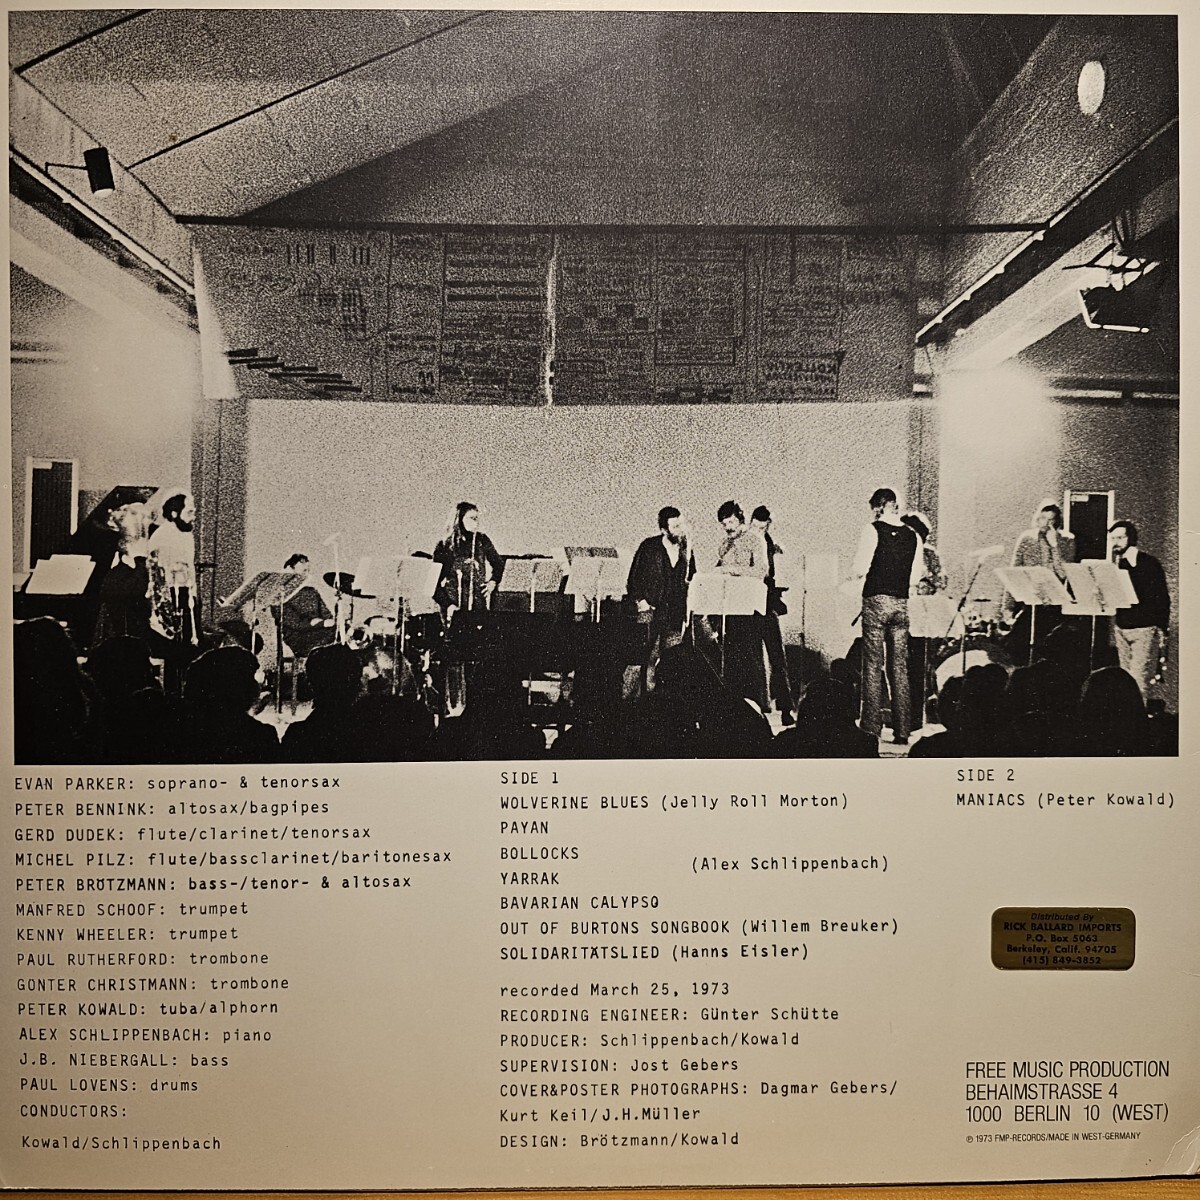 EVAN PARKER: soprano- & tenorsax
PETER BENNINK: altosax/bagpipes
GERD DUDEK: flute/clarinet/tenorsax
MICHEL PILZ: flute/bassclarinet/baritonesax
PETER BRÖTZMANN: bass-/tenor- & altosax
MANFRED SCHOOF: trumpet
KENNY WHEELER: trumpet
PAUL RUTHERFORD: trombone
GÜNTER CHRISTMANN: trombone
PETER KOWALD: tuba/alphorn
ALEX SCHLIPPENBACH: piano
J.B. NIEBERGALL: bass
PAUL LOVENS: drums
CONDUCTORS:
Kowald/Schlippenbach
SIDE 1
WOLVERINE BLUES (Jelly Roll Morton)
PAYAN
BOLLOCKS
(Alex Schlippenbach)
YARRAK
BAVARIAN CALYPSO
OUT OF BURTONS SONGBOOK (Willem Breuker)
SOLIDARITÄTSLIED (Hanns Eisler)
recorded March 25, 1973
RECORDING ENGINEER: Günter Schütte
PRODUCER: Schlippenbach/Kowald
SUPERVISION: Jost Gebers
COVER&POSTER PHOTOGRAPHS: Dagmar Gebers/
Kurt Keil/J.H.Müller
DESIGN: Brötzmann/Kowald
SIDE 2
MANIACS (Peter Kowald)
Distributed By
RICK BALLARD IMPORTS
P.O. Box 5063
Berkeley, Calif. 94705
(415) 849-3852
FREE MUSIC PRODUCTION
BEHAIMSTRASSE 4
1000 BERLIN 10 (WEST)
℗ 1973 FMP-RECORDS/MADE IN WEST-GERMANY